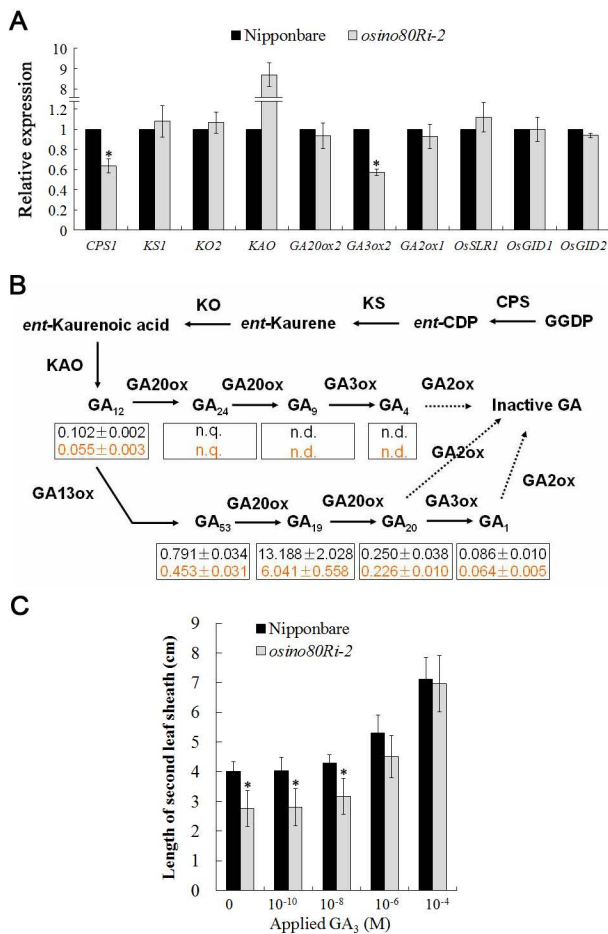 A
Nipponbare osino80Ri-2
Relative expression
10
9
8
1.2
1
0.8
0.6
0.4
0.2
0
*
*
CPS1 KS1 KO2 KAO GA20ox2 GA3ox2 GA2ox1 OsSLR1 OsGID1 OsGID2
B
ent-Kaurenoic acid KO ent-Kaurene KS ent-CDP CPS GGDP
KAO
GA20ox GA20ox GA3ox GA2ox
GA12 GA24 GA9 GA4 Inactive GA
0.102±0.002 n.q. n.d. n.d.
0.055±0.003 n.q. n.d. n.d.
GA2ox
GA2ox
GA13ox
GA20ox GA20ox GA3ox
GA53 GA19 GA20 GA1
0.791±0.034 13.188±2.028 0.250±0.038 0.086±0.010
0.453±0.031 6.041±0.558 0.226±0.010 0.064±0.005
C
Nipponbare
osino80Ri-2
Length of second leaf sheath (cm)
9
8
7
6
5
4
3
2
1
0
* * *
0 10⁻¹⁰ 10⁻⁸ 10⁻⁶ 10⁻⁴
Applied GA₃ (M)